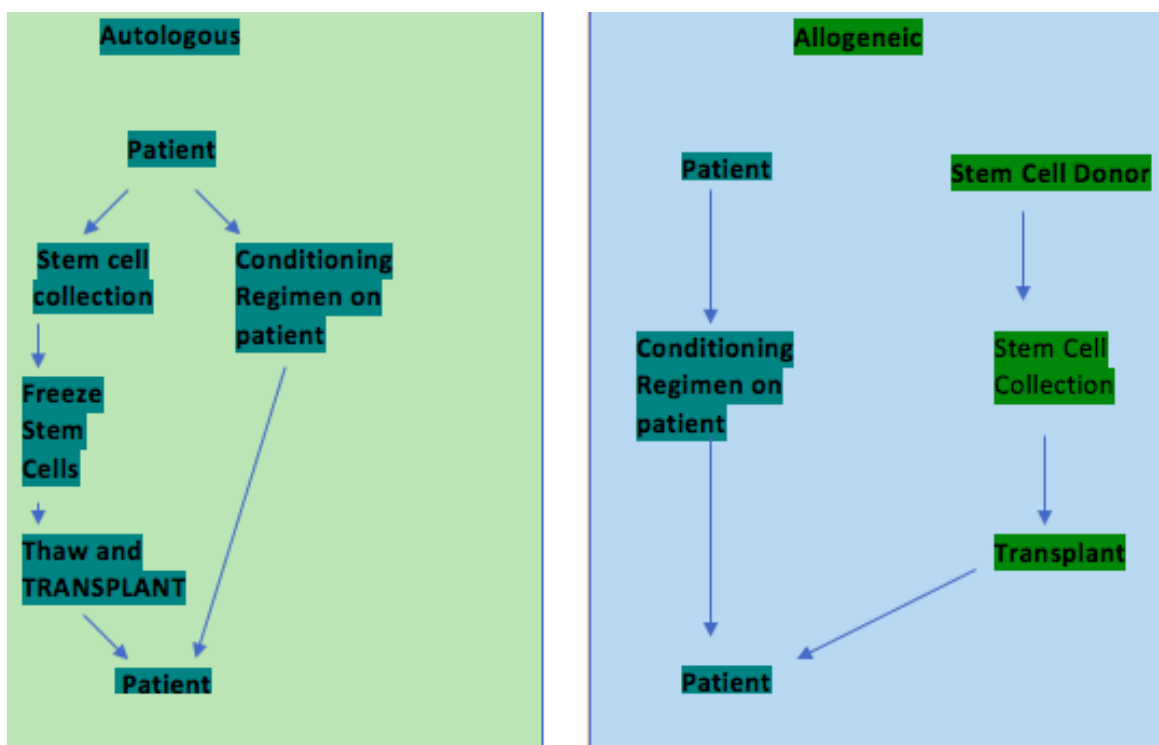 Autologous
Patient
Stem cell
collection
Conditioning
Regimen on
patient
Freeze
Stem
Cells
Thaw and
TRANSPLANT
Patient
Allogeneic
Patient
Stem Cell Donor
Conditioning
Regimen on
patient
Stem Cell
Collection
Transplant
Patient